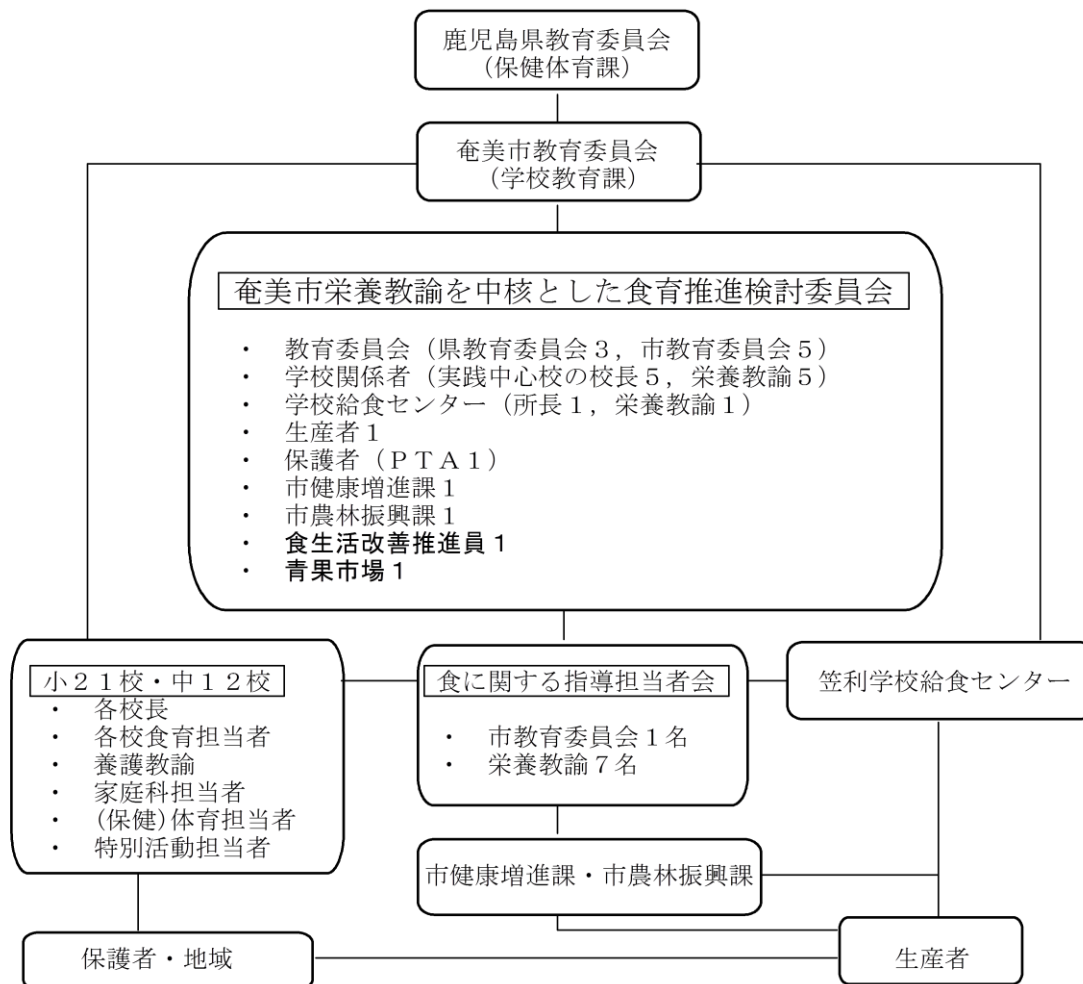 鹿児島県教育委員会
(保健体育課)
奄美市教育委員会
(学校教育課)
奄美市栄養教諭を中核とした食育推進検討委員会
・ 教育委員会（県教育委員会３，市教育委員会５）
・ 学校関係者（実践中心校の校長５，栄養教諭５）
・ 学校給食センター（所長１，栄養教諭１）
・ 生産者１
・ 保護者（ＰＴＡ１）
・ 市健康増進課１
・ 市農林振興課１
・ 食生活改善推進員１
・ 青果市場１
小２１校・中１２校
・ 各校長
・ 各校食育担当者
・ 養護教諭
・ 家庭科担当者
・ (保健)体育担当者
・ 特別活動担当者
食に関する指導担当者会
・ 市教育委員会１名
・ 栄養教諭７名
笠利学校給食センター
市健康増進課・市農林振興課
保護者・地域
生産者